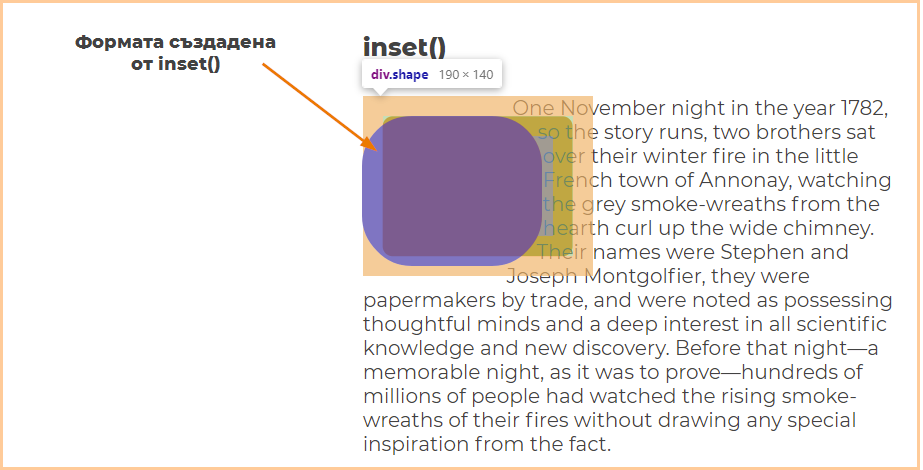 Формата създадена
от inset()
inset()
div.shape 190 × 140
One November night in the year 1782,
so the story runs, two brothers sat
over their winter fire in the little
French town of Annonay, watching
the grey smoke-wreaths from the
hearth curl up the wide chimney.
Their names were Stephen and
Joseph Montgolfier, they were
papermakers by trade, and were noted as possessing
thoughtful minds and a deep interest in all scientific
knowledge and new discovery. Before that night—a
memorable night, as it was to prove—hundreds of
millions of people had watched the rising smoke-
wreaths of their fires without drawing any special
inspiration from the fact.